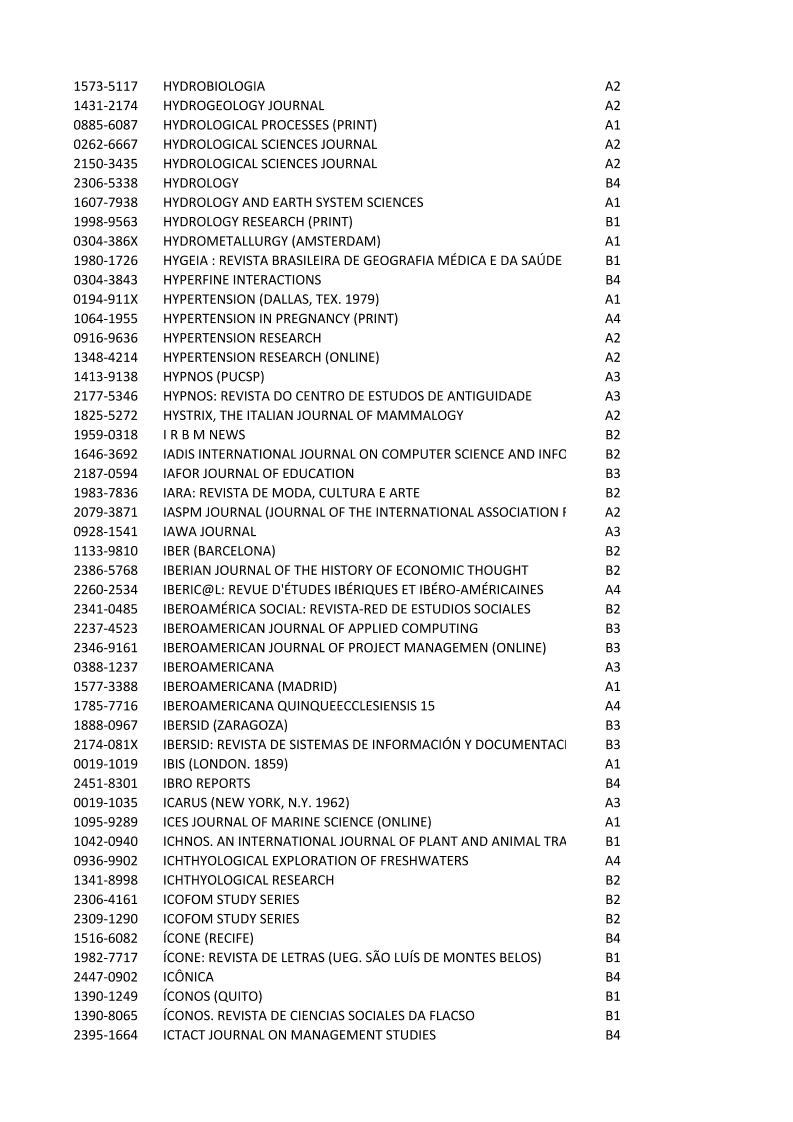 1573-5117 HYDROBIOLOGIA A2
1431-2174 HYDROGEOLOGY JOURNAL A2
0885-6087 HYDROLOGICAL PROCESSES (PRINT) A1
0262-6667 HYDROLOGICAL SCIENCES JOURNAL A2
2150-3435 HYDROLOGICAL SCIENCES JOURNAL A2
2306-5338 HYDROLOGY B4
1607-7938 HYDROLOGY AND EARTH SYSTEM SCIENCES A1
1998-9563 HYDROLOGY RESEARCH (PRINT) B1
0304-386X HYDROMETALLURGY (AMSTERDAM) A1
1980-1726 HYGEIA : REVISTA BRASILEIRA DE GEOGRAFIA MÉDICA E DA SAÚDE B1
0304-3843 HYPERFINE INTERACTIONS B4
0194-911X HYPERTENSION (DALLAS, TEX. 1979) A1
1064-1955 HYPERTENSION IN PREGNANCY (PRINT) A4
0916-9636 HYPERTENSION RESEARCH A2
1348-4214 HYPERTENSION RESEARCH (ONLINE) A2
1413-9138 HYPNOS (PUCSP) A3
2177-5346 HYPNOS: REVISTA DO CENTRO DE ESTUDOS DE ANTIGUIDADE A3
1825-5272 HYSTRIX, THE ITALIAN JOURNAL OF MAMMALOGY A2
1959-0318 I R B M NEWS B2
1646-3692 IADIS INTERNATIONAL JOURNAL ON COMPUTER SCIENCE AND INFO B2
2187-0594 IAFOR JOURNAL OF EDUCATION B3
1983-7836 IARA: REVISTA DE MODA, CULTURA E ARTE B2
2079-3871 IASPM JOURNAL (JOURNAL OF THE INTERNATIONAL ASSOCIATION F A2
0928-1541 IAWA JOURNAL A3
1133-9810 IBER (BARCELONA) B2
2386-5768 IBERIAN JOURNAL OF THE HISTORY OF ECONOMIC THOUGHT B2
2260-2534 IBERIC@L: REVUE D'ÉTUDES IBÉRIQUES ET IBÉRO-AMÉRICAINES A4
2341-0485 IBEROAMÉRICA SOCIAL: REVISTA-RED DE ESTUDIOS SOCIALES B2
2237-4523 IBEROAMERICAN JOURNAL OF APPLIED COMPUTING B3
2346-9161 IBEROAMERICAN JOURNAL OF PROJECT MANAGEMEN (ONLINE) B3
0388-1237 IBEROAMERICANA A3
1577-3388 IBEROAMERICANA (MADRID) A1
1785-7716 IBEROAMERICANA QUINQUEECCLESIENSIS 15 A4
1888-0967 IBERSID (ZARAGOZA) B3
2174-081X IBERSID: REVISTA DE SISTEMAS DE INFORMACIÓN Y DOCUMENTACI B3
0019-1019 IBIS (LONDON. 1859) A1
2451-8301 IBRO REPORTS B4
0019-1035 ICARUS (NEW YORK, N.Y. 1962) A3
1095-9289 ICES JOURNAL OF MARINE SCIENCE (ONLINE) A1
1042-0940 ICHNOS. AN INTERNATIONAL JOURNAL OF PLANT AND ANIMAL TRA B1
0936-9902 ICHTHYOLOGICAL EXPLORATION OF FRESHWATERS A4
1341-8998 ICHTHYOLOGICAL RESEARCH B2
2306-4161 ICOFOM STUDY SERIES B2
2309-1290 ICOFOM STUDY SERIES B2
1516-6082 ÍCONE (RECIFE) B4
1982-7717 ÍCONE: REVISTA DE LETRAS (UEG. SÃO LUÍS DE MONTES BELOS) B1
2447-0902 ICÔNICA B4
1390-1249 ÍCONOS (QUITO) B1
1390-8065 ÍCONOS. REVISTA DE CIENCIAS SOCIALES DA FLACSO B1
2395-1664 ICTACT JOURNAL ON MANAGEMENT STUDIES B4